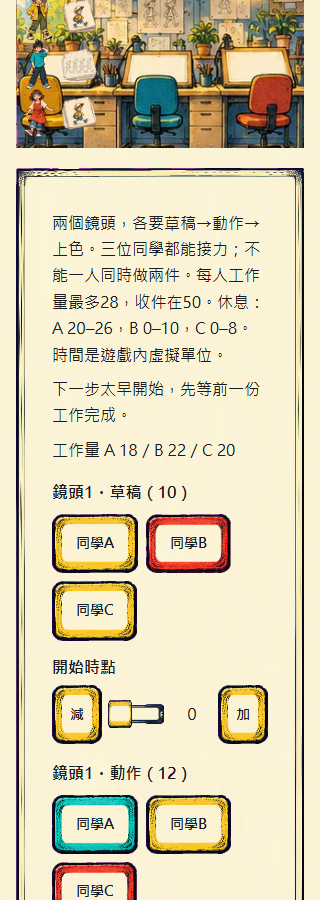 兩個鏡頭，各要草稿→動作→
上色。三位同學都能接力；不
能一人同時做兩件。每人工作
量最多28，收件在50。休息：
A 20–26，B 0–10，C 0–8。
時間是遊戲內虛擬單位。
下一步太早開始，先等前一份
工作完成。
工作量 A 18 / B 22 / C 20
鏡頭1・草稿（10）
同學A 同學B
同學C
開始時點
減 0 加
鏡頭1・動作（12）
同學A 同學B
同學C